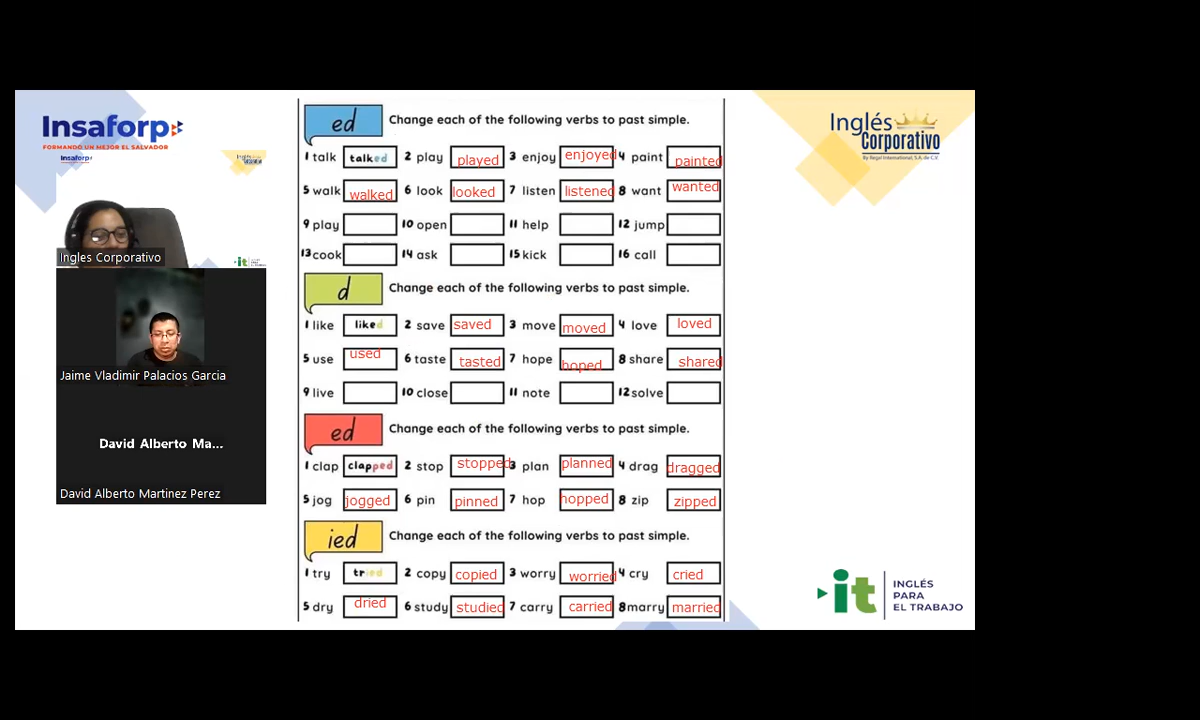 Insaforp
FORMANDO UN MEJOR EL SALVADOR
Insaforp
Inglés
Corporativo
By Regal International, S.A. de C.V.
Ingles Corporativo
Jaime Vladimir Palacios Garcia
David Alberto Ma...
David Alberto Martinez Perez
ed Change each of the following verbs to past simple.
1 talk talked 2 play played 3 enjoy enjoyed 4 paint painted
5 walk walked 6 look looked 7 listen listened 8 want wanted
9 play 10 open 11 help 12 jump
13 cook 14 ask 15 kick 16 call
d Change each of the following verbs to past simple.
1 like liked 2 save saved 3 move moved 4 love loved
5 use used 6 taste tasted 7 hope hoped 8 share shared
9 live 10 close 11 note 12 solve
ed Change each of the following verbs to past simple.
1 clap clapped 2 stop stopped 3 plan planned 4 drag dragged
5 jog jogged 6 pin pinned 7 hop hopped 8 zip zipped
ied Change each of the following verbs to past simple.
1 try tried 2 copy copied 3 worry worried 4 cry cried
5 dry dried 6 study studied 7 carry carried 8 marry married
it
INGLÉS
PARA
EL TRABAJO